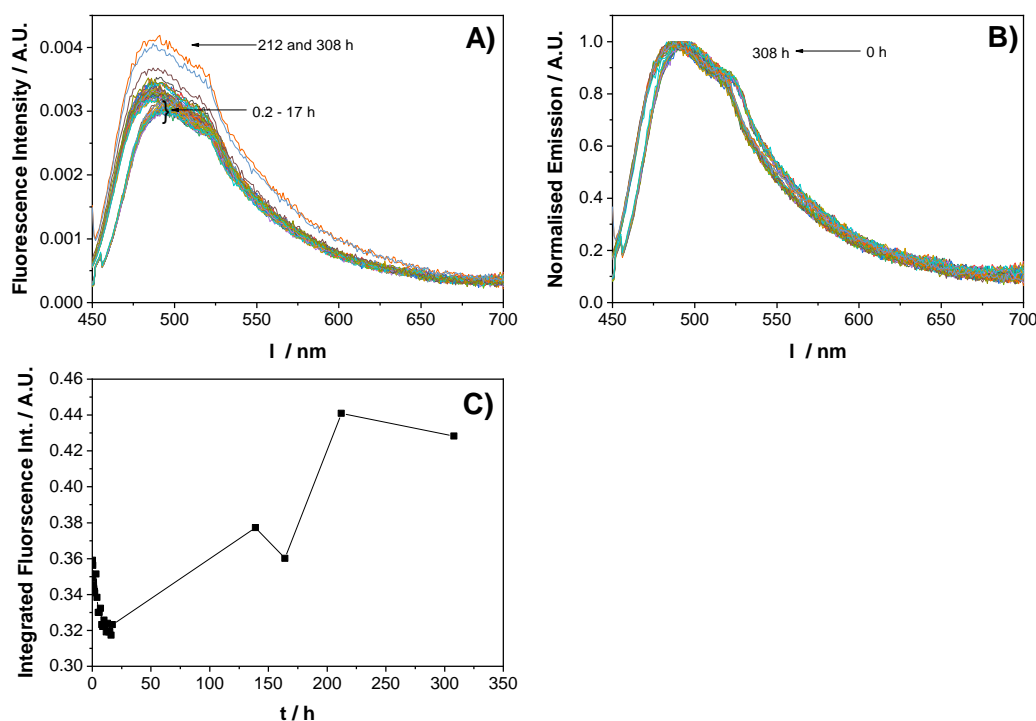 A)
Fluorescence Intensity / A.U.
0.004
0.003
0.002
0.001
0.000
212 and 308 h
} 0.2 - 17 h
450 500 550 600 650 700
l / nm
B)
Normalised Emission / A.U.
1.0
0.8
0.6
0.4
0.2
0.0
308 h 0 h
450 500 550 600 650 700
l / nm
C)
Integrated Fluorscence Int. / A.U.
0.46
0.44
0.42
0.40
0.38
0.36
0.34
0.32
0.30
0 50 100 150 200 250 300 350
t / h